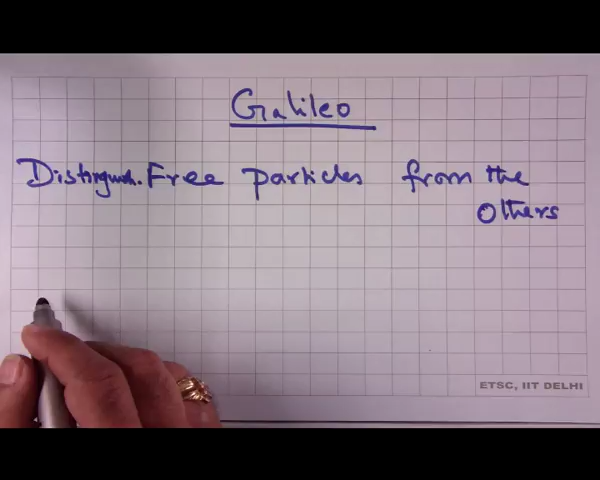 Galileo
Distinguish. Free particles from the
Others
ETSC, IIT DELHI